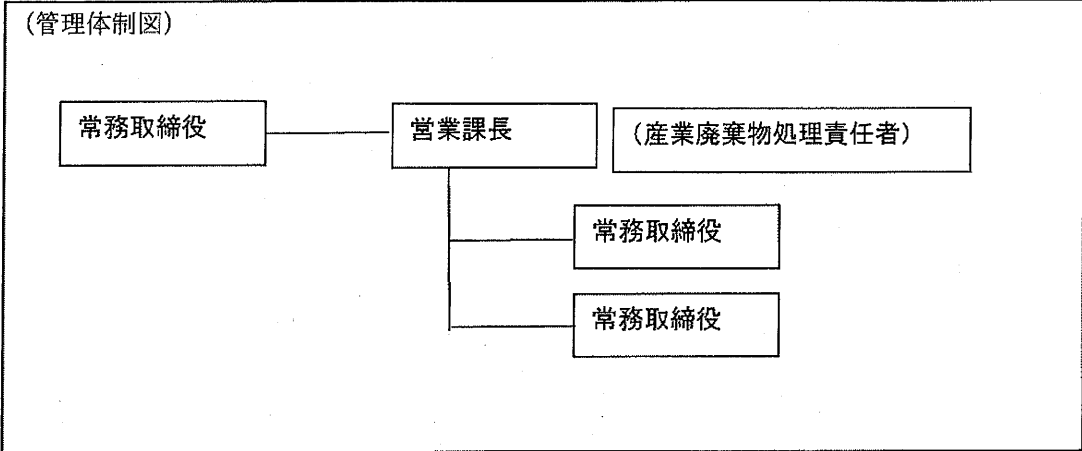 (管理体制図)
常務取締役
営業課長
(産業廃棄物処理責任者)
常務取締役
常務取締役